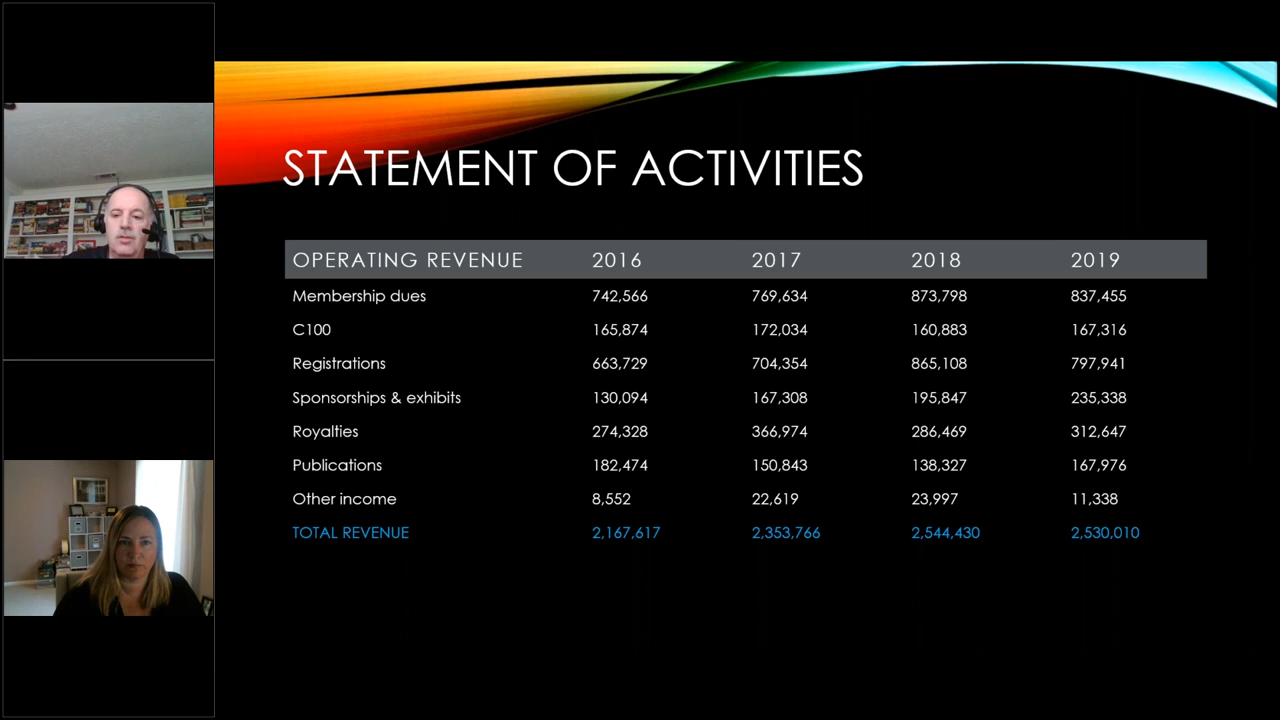 STATEMENT OF ACTIVITIES
OPERATING REVENUE 2016 2017 2018 2019
Membership dues 742,566 769,634 873,798 837,455
C100 165,874 172,034 160,883 167,316
Registrations 663,729 704,354 865,108 797,941
Sponsorships & exhibits 130,094 167,308 195,847 235,338
Royalties 274,328 366,974 286,469 312,647
Publications 182,474 150,843 138,327 167,976
Other income 8,552 22,619 23,997 11,338
TOTAL REVENUE 2,167,617 2,353,766 2,544,430 2,530,010